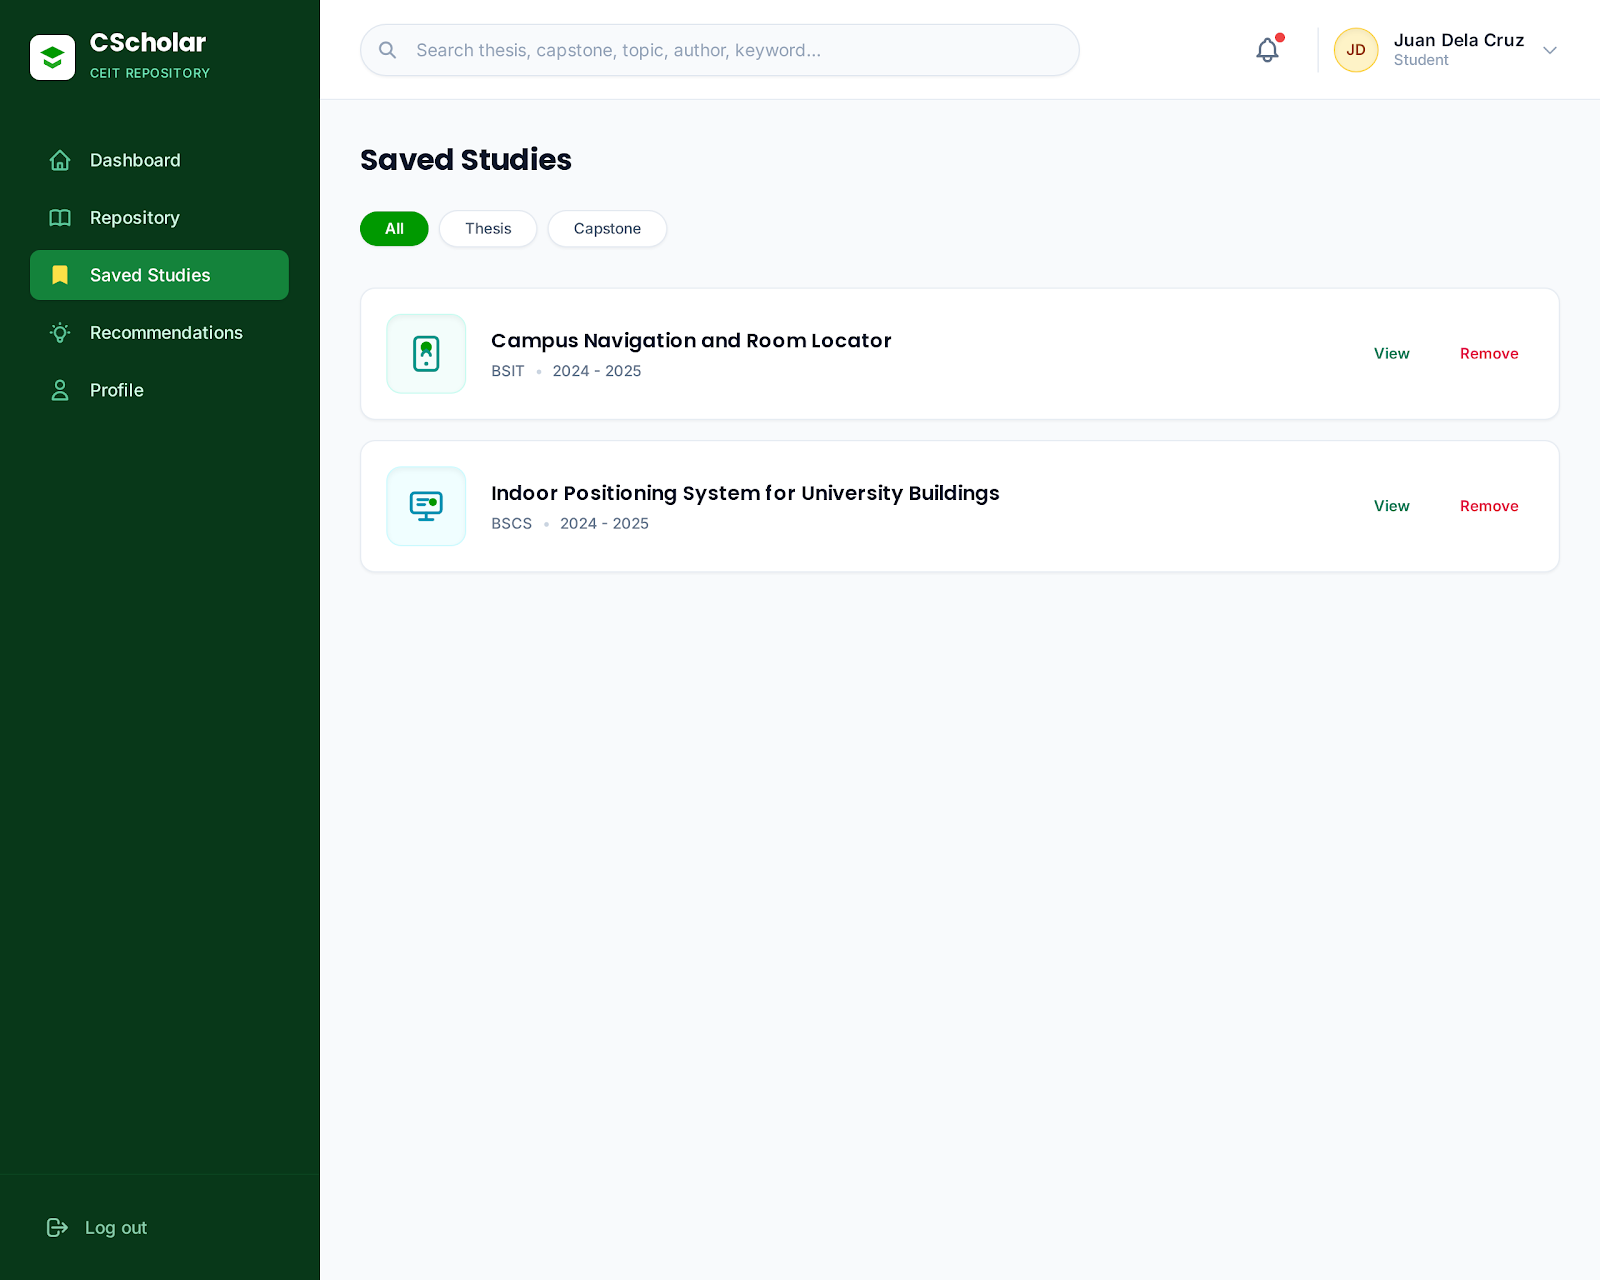 CScholar
CEIT REPOSITORY
Dashboard
Repository
Saved Studies
Recommendations
Profile
Log out
Search thesis, capstone, topic, author, keyword...
JD
Juan Dela Cruz
Student
Saved Studies
All
Thesis
Capstone
Campus Navigation and Room Locator
BSIT • 2024 - 2025
View
Remove
Indoor Positioning System for University Buildings
BSCS • 2024 - 2025
View
Remove